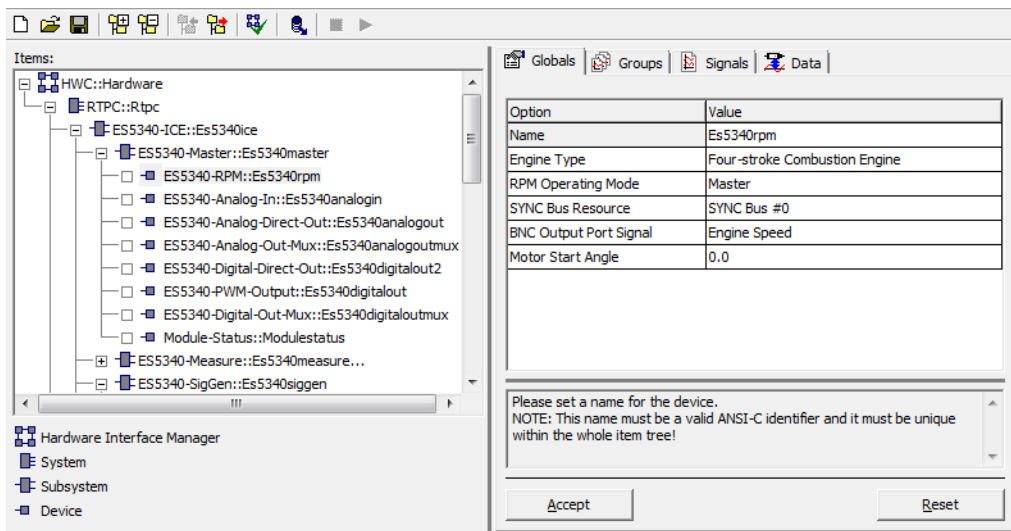 Items:
HWC::Hardware
RTPC::Rtpc
ES5340-ICE::Es5340ice
ES5340-Master::Es5340master
ES5340-RPM::Es5340rpm
ES5340-Analog-In::Es5340analogin
ES5340-Analog-Direct-Out::Es5340analogout
ES5340-Analog-Out-Mux::Es5340analogoutmux
ES5340-Digital-Direct-Out::Es5340digitalout2
ES5340-PWM-Output::Es5340digitalout
ES5340-Digital-Out-Mux::Es5340digitaloutmux
Module-Status::Modulestatus
ES5340-Measure::Es5340measure...
ES5340-SigGen::Es5340siggen
Hardware Interface Manager
System
Subsystem
Device
Globals Groups Signals Data
Option Value
Name Es5340rpm
Engine Type Four-stroke Combustion Engine
RPM Operating Mode Master
SYNC Bus Resource SYNC Bus #0
BNC Output Port Signal Engine Speed
Motor Start Angle 0.0
Please set a name for the device.
NOTE: This name must be a valid ANSI-C identifier and it must be unique
within the whole item tree!
Accept Reset